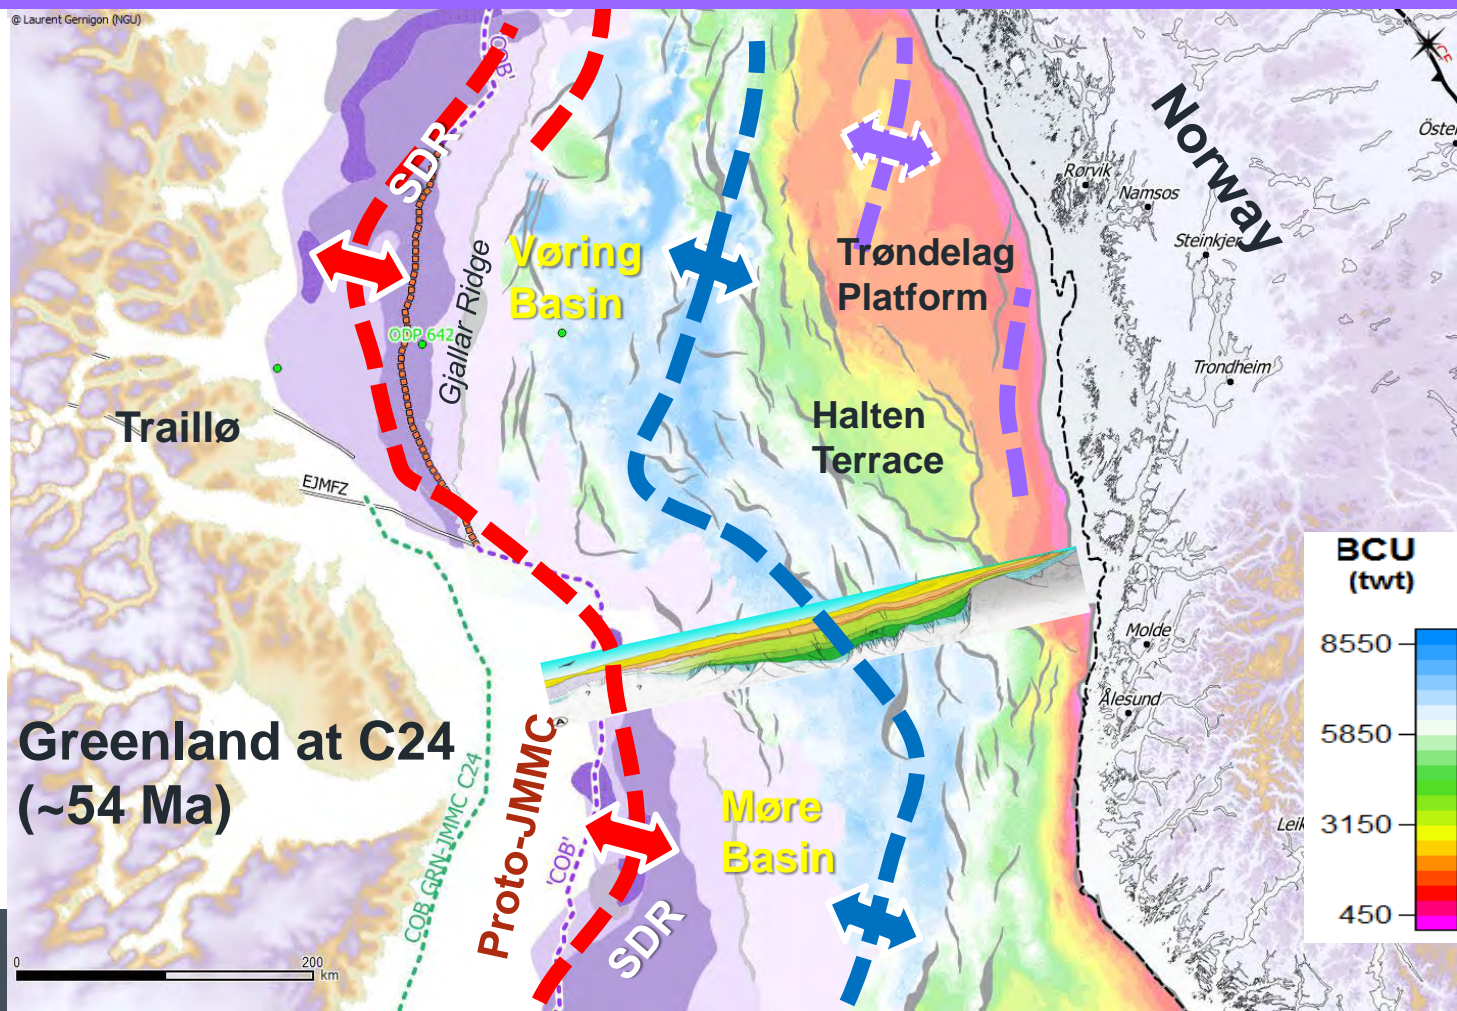 @ Laurent Gernigon (NGU)
'COB'
SDR
Norway
CF
Rørvik
Namsos
Steinkjer
Trondheim
Vøring
Basin
Trøndelag
Platform
Gjallar Ridge
ODP 642
Traillø
Halten
Terrace
EJMFZ
BCU
(twt)
8550
5850
3150
450
Molde
Ålesund
Greenland at C24
(~54 Ma)
COB GRN-JMMC C24
Proto-JMMC
'COB'
SDR
Møre
Basin
? ?
A
0 200
km